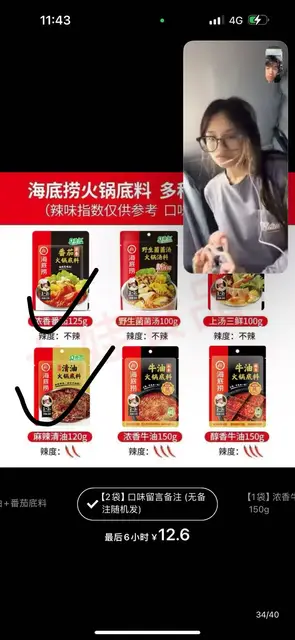 11:43
4G
海底捞火锅底料 多种
(辣味指数仅供参考 口味
海底捞
番茄
火锅底料
海底捞
野生菌菌汤
火锅汤料
海底捞
浓香番茄125g
野生菌菌汤100g
上汤三鲜100g
辣度：不辣
辣度：不辣
辣度：不辣
海底捞
清油
火锅底料
海底捞
牛油
火锅底料
海底捞
牛油
火锅底料
麻辣清油120g
浓香牛油150g
醇香牛油150g
辣度：
辣度：
辣度：
+番茄底料
【2袋】口味留言备注 (无备
注随机发)
【1袋】浓香牛
150g
最后6小时 ¥12.6
34/40